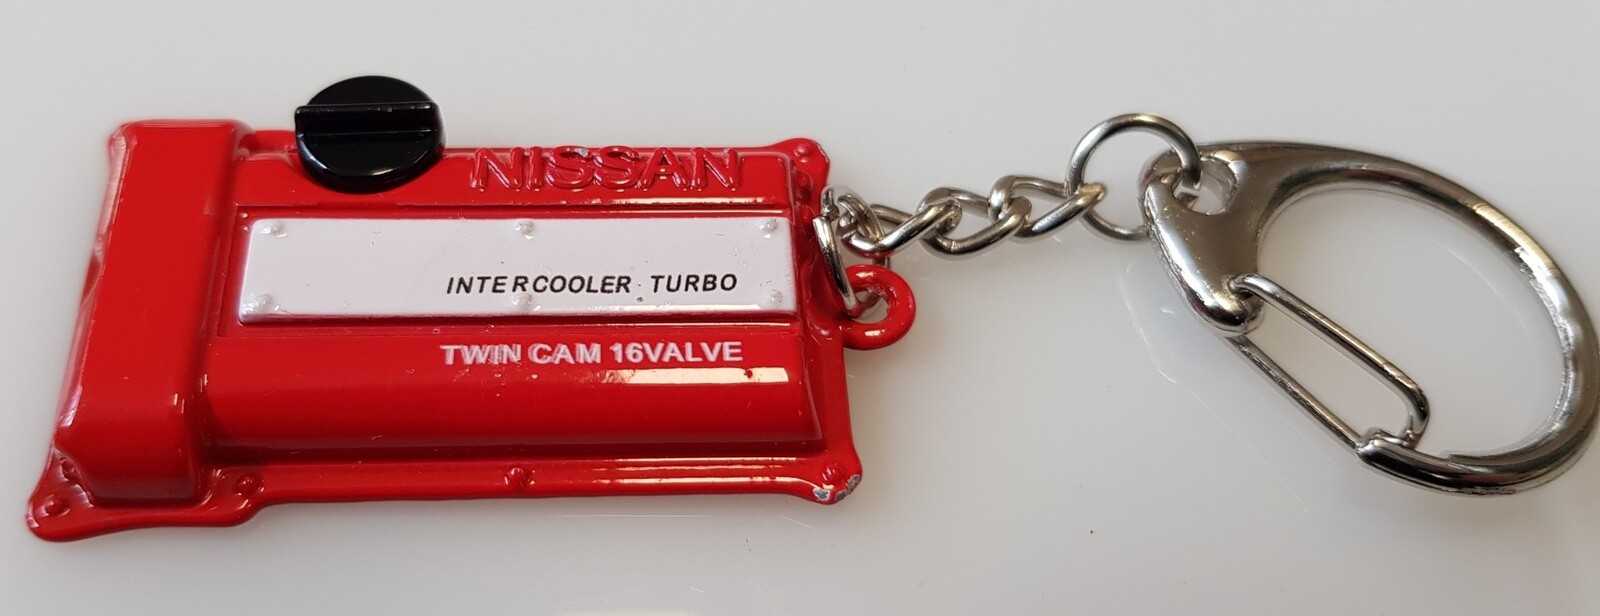 NISSAN
INTERCOOLER TURBO
TWIN CAM 16VALVE